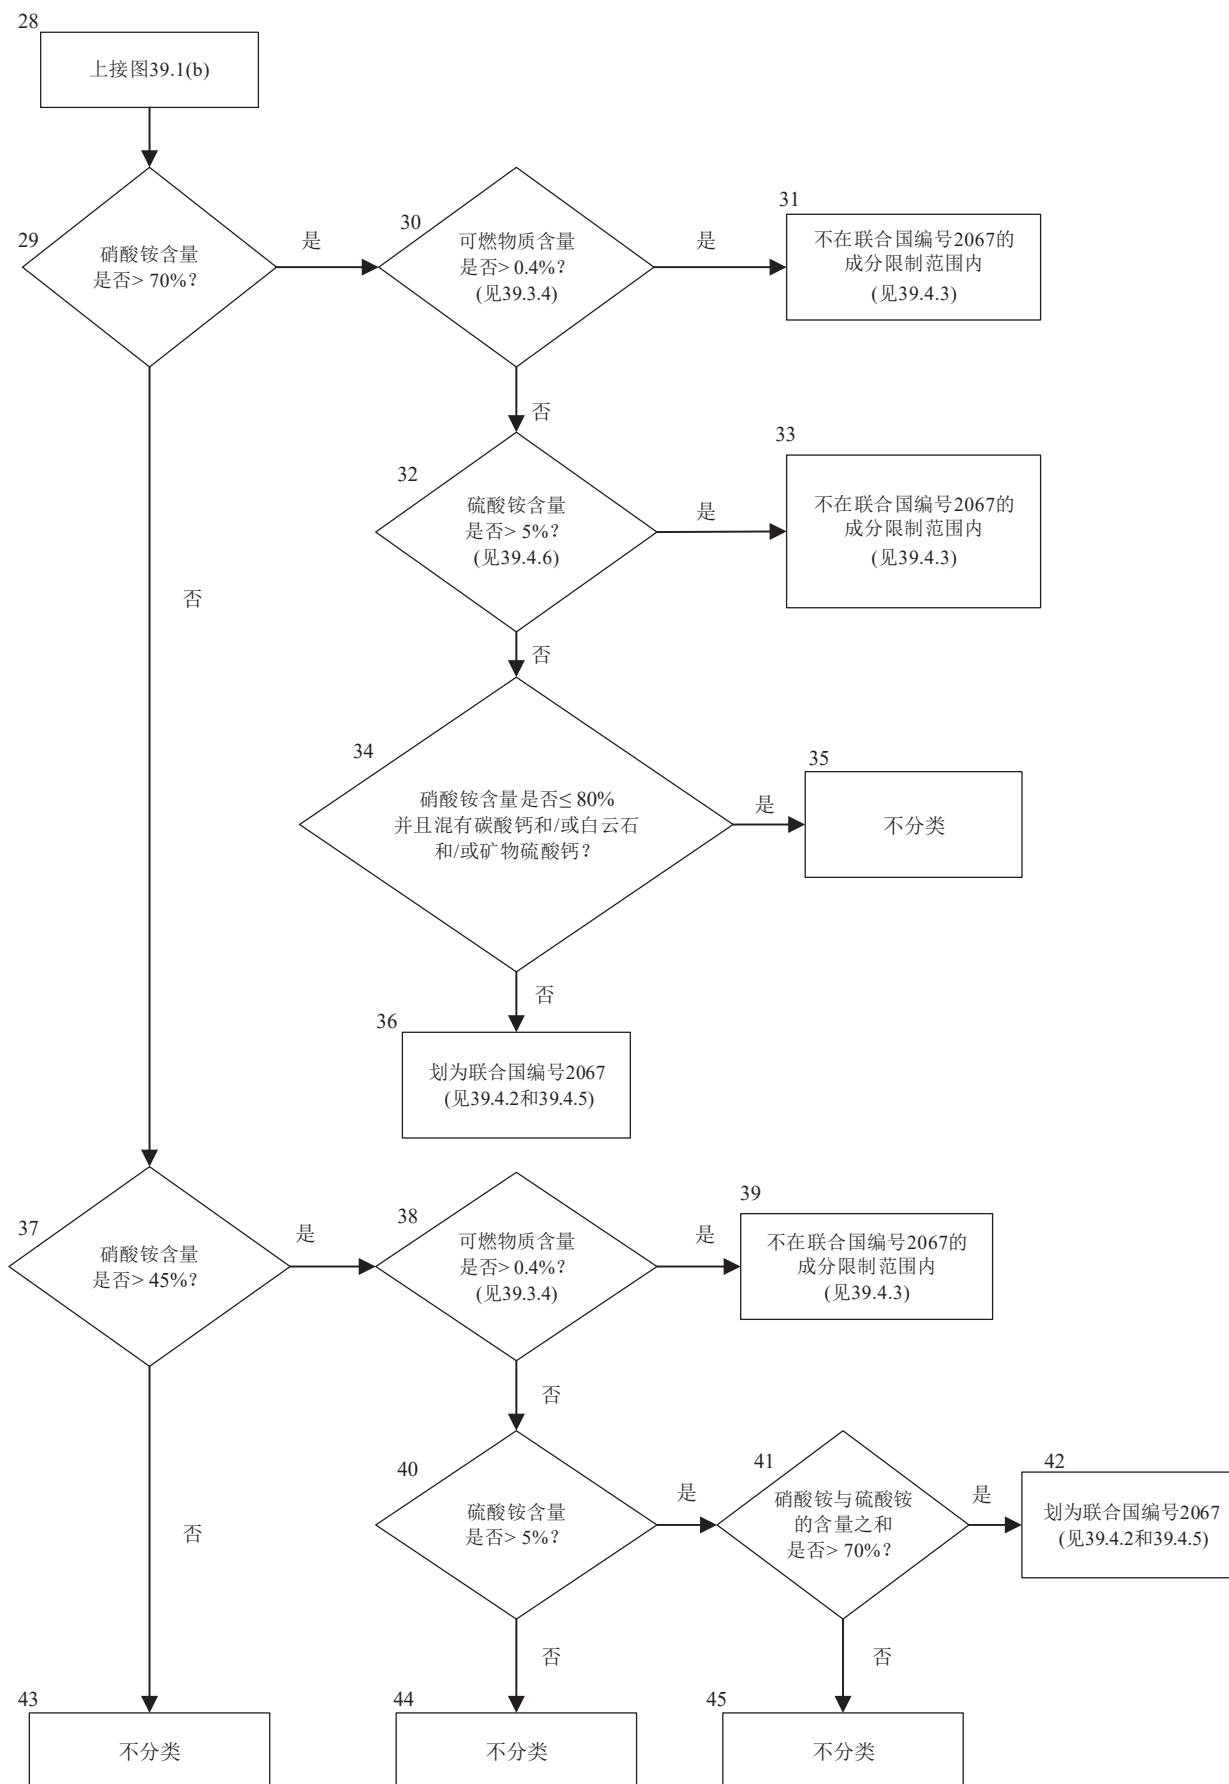 28
上接图39.1(b)
29
硝酸铵含量
是否> 70%?
是
30
可燃物质含量
是否> 0.4%?
(见39.3.4)
是
31
不在联合国编号2067的
成分限制范围内
(见39.4.3)
否
否
32
硫酸铵含量
是否> 5%?
(见39.4.6)
是
33
不在联合国编号2067的
成分限制范围内
(见39.4.3)
否
34
硝酸铵含量是否≤ 80%
并且混有碳酸钙和/或白云石
和/或矿物硫酸钙?
是
35
不分类
否
36
划为联合国编号2067
(见39.4.2和39.4.5)
37
硝酸铵含量
是否> 45%?
是
38
可燃物质含量
是否> 0.4%?
(见39.3.4)
是
39
不在联合国编号2067的
成分限制范围内
(见39.4.3)
否
否
40
硫酸铵含量
是否> 5%?
是
41
硝酸铵与硫酸铵
的含量之和
是否> 70%?
是
42
划为联合国编号2067
(见39.4.2和39.4.5)
否
否
43
不分类
44
不分类
45
不分类